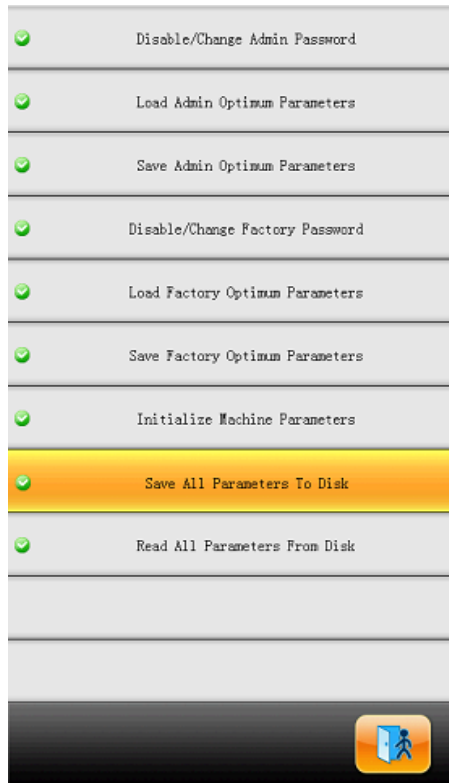 Disable/Change Admin Password
Load Admin Optimum Parameters
Save Admin Optimum Parameters
Disable/Change Factory Password
Load Factory Optimum Parameters
Save Factory Optimum Parameters
Initialize Machine Parameters
Save All Parameters To Disk
Read All Parameters From Disk